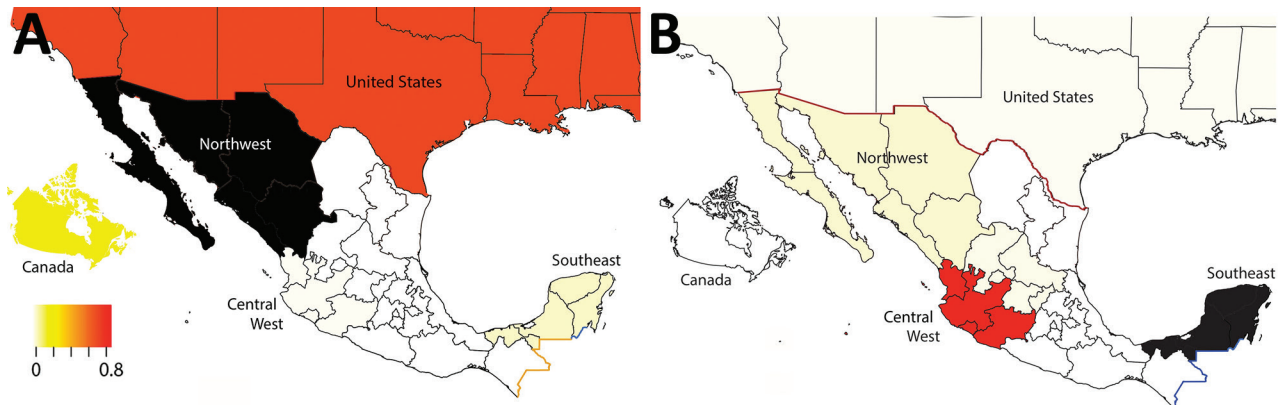 A
United States
Northwest
Canada
Southeast
Central
West
0
0.8
B
United States
Northwest
Canada
Southeast
Central
West